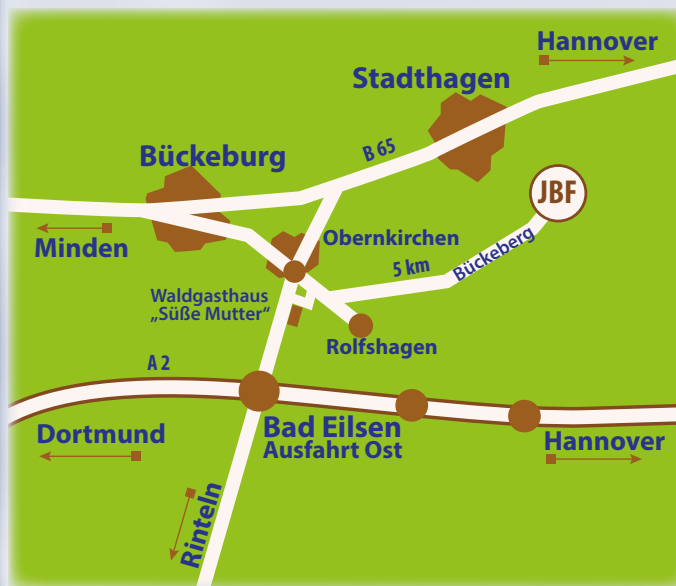 Hannover
Stadthagen
B 65
Bückeburg
JBF
Minden
Obernkirchen
5 km
Bückeberg
Waldgasthaus
„Süße Mutter“
Rolfshagen
A 2
Bad Eilsen
Ausfahrt Ost
Dortmund
Hannover
Rinteln